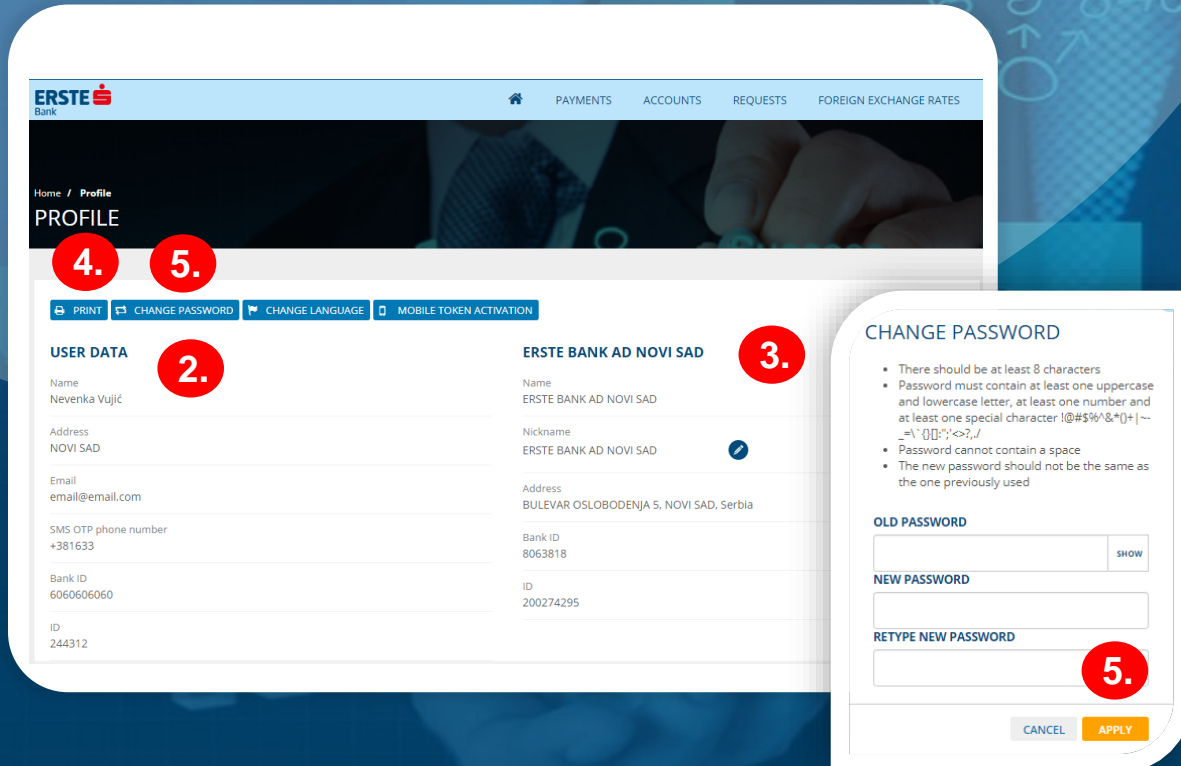 ERSTE
Bank
PAYMENTS ACCOUNTS REQUESTS FOREIGN EXCHANGE RATES
Home / Profile
PROFILE
4. 5.
PRINT CHANGE PASSWORD CHANGE LANGUAGE MOBILE TOKEN ACTIVATION
USER DATA
2.
Name
Nevenka Vujić
Address
NOVI SAD
Email
email@email.com
SMS OTP phone number
+381633
Bank ID
6060606060
ID
244312
ERSTE BANK AD NOVI SAD
3.
Name
ERSTE BANK AD NOVI SAD
Nickname
ERSTE BANK AD NOVI SAD
Address
BULEVAR OSLOBODENJA 5, NOVI SAD, Serbia
Bank ID
8063818
ID
200274295
CHANGE PASSWORD
• There should be at least 8 characters
• Password must contain at least one uppercase
and lowercase letter, at least one number and
at least one special character !@#$%^&*()+|~-
_=\`{}[]:";'<>?,./
• Password cannot contain a space
• The new password should not be the same as
the one previously used
OLD PASSWORD
SHOW
NEW PASSWORD
RETYPE NEW PASSWORD
5.
CANCEL APPLY